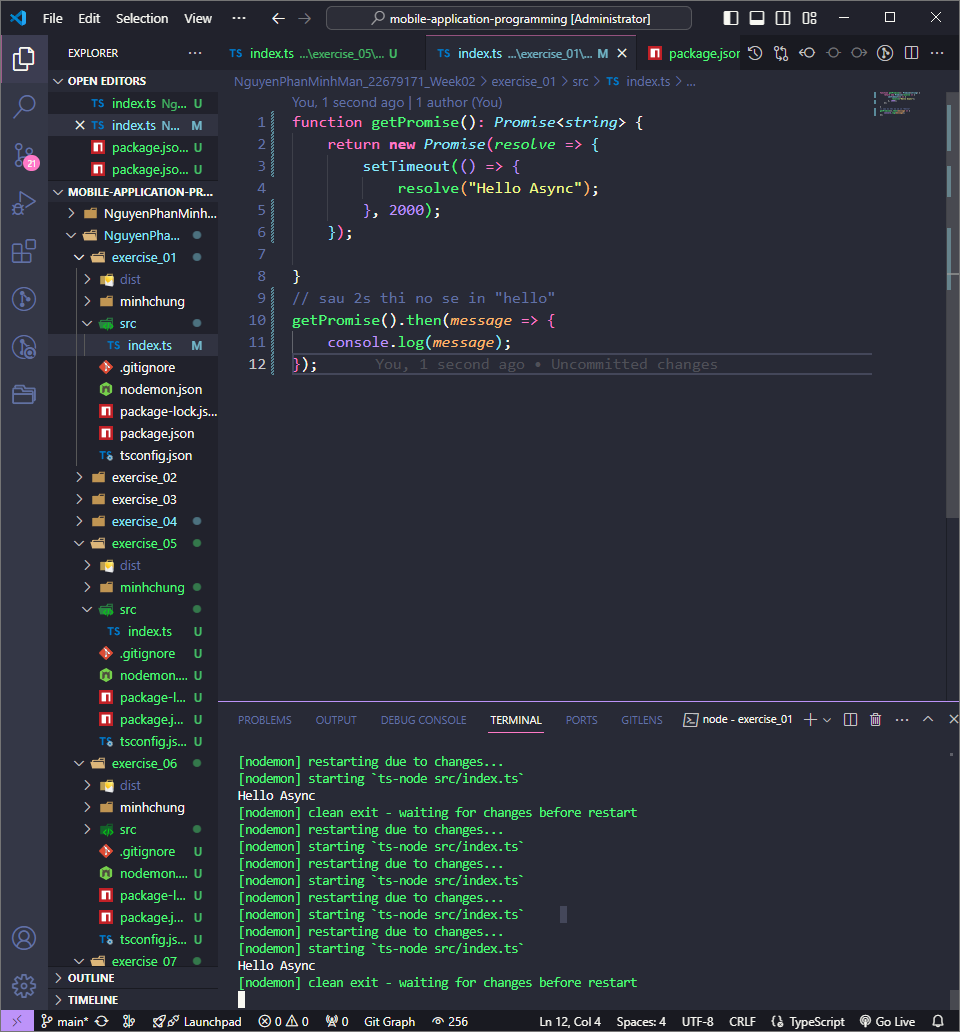 File Edit Selection View ··· mobile-application-programming [Administrator]
EXPLORER ···
index.ts ...\exercise_05\... U
TS index.ts ...\exercise_01\... M
package.json
OPEN EDITORS
TS index.ts Ng... U
TS index.ts N... M
package.jso... U
package.jso... U
MOBILE-APPLICATION-PR...
NguyenPhanMinh...
NguyenPha...
exercise_01
dist
minhchung
src
TS index.ts M
.gitignore
nodemon.json
package-lock.js...
package.json
tsconfig.json
exercise_02
exercise_03
exercise_04
exercise_05
dist
minhchung
src
TS index.ts U
.gitignore U
nodemon.... U
package-l... U
package.j... U
tsconfig.js... U
exercise_06
dist
minhchung
src
.gitignore U
nodemon.... U
package-l... U
package.j... U
tsconfig.js... U
exercise_07
OUTLINE
TIMELINE
21
NguyenPhanMinhMan_22679171_Week02 > exercise_01 > src > TS index.ts > ...
You, 1 second ago | 1 author (You)
1 function getPromise(): Promise<string> {
2 return new Promise(resolve => {
3 setTimeout(() => {
4 resolve("Hello Async");
5 }, 2000);
6 });
7
8 }
9 // sau 2s thi no se in "hello"
10 getPromise().then(message => {
11 console.log(message);
12 }); You, 1 second ago • Uncommitted changes
PROBLEMS OUTPUT DEBUG CONSOLE TERMINAL PORTS GITLENS node - exercise_01
[nodemon] restarting due to changes...
[nodemon] starting `ts-node src/index.ts`
Hello Async
[nodemon] clean exit - waiting for changes before restart
[nodemon] restarting due to changes...
[nodemon] starting `ts-node src/index.ts`
[nodemon] restarting due to changes...
[nodemon] starting `ts-node src/index.ts`
[nodemon] restarting due to changes...
[nodemon] starting `ts-node src/index.ts`
[nodemon] restarting due to changes...
[nodemon] starting `ts-node src/index.ts`
Hello Async
[nodemon] clean exit - waiting for changes before restart
main* Launchpad 0 0 0 Git Graph 256 Ln 12, Col 4 Spaces: 4 UTF-8 CRLF {} TypeScript Go Live